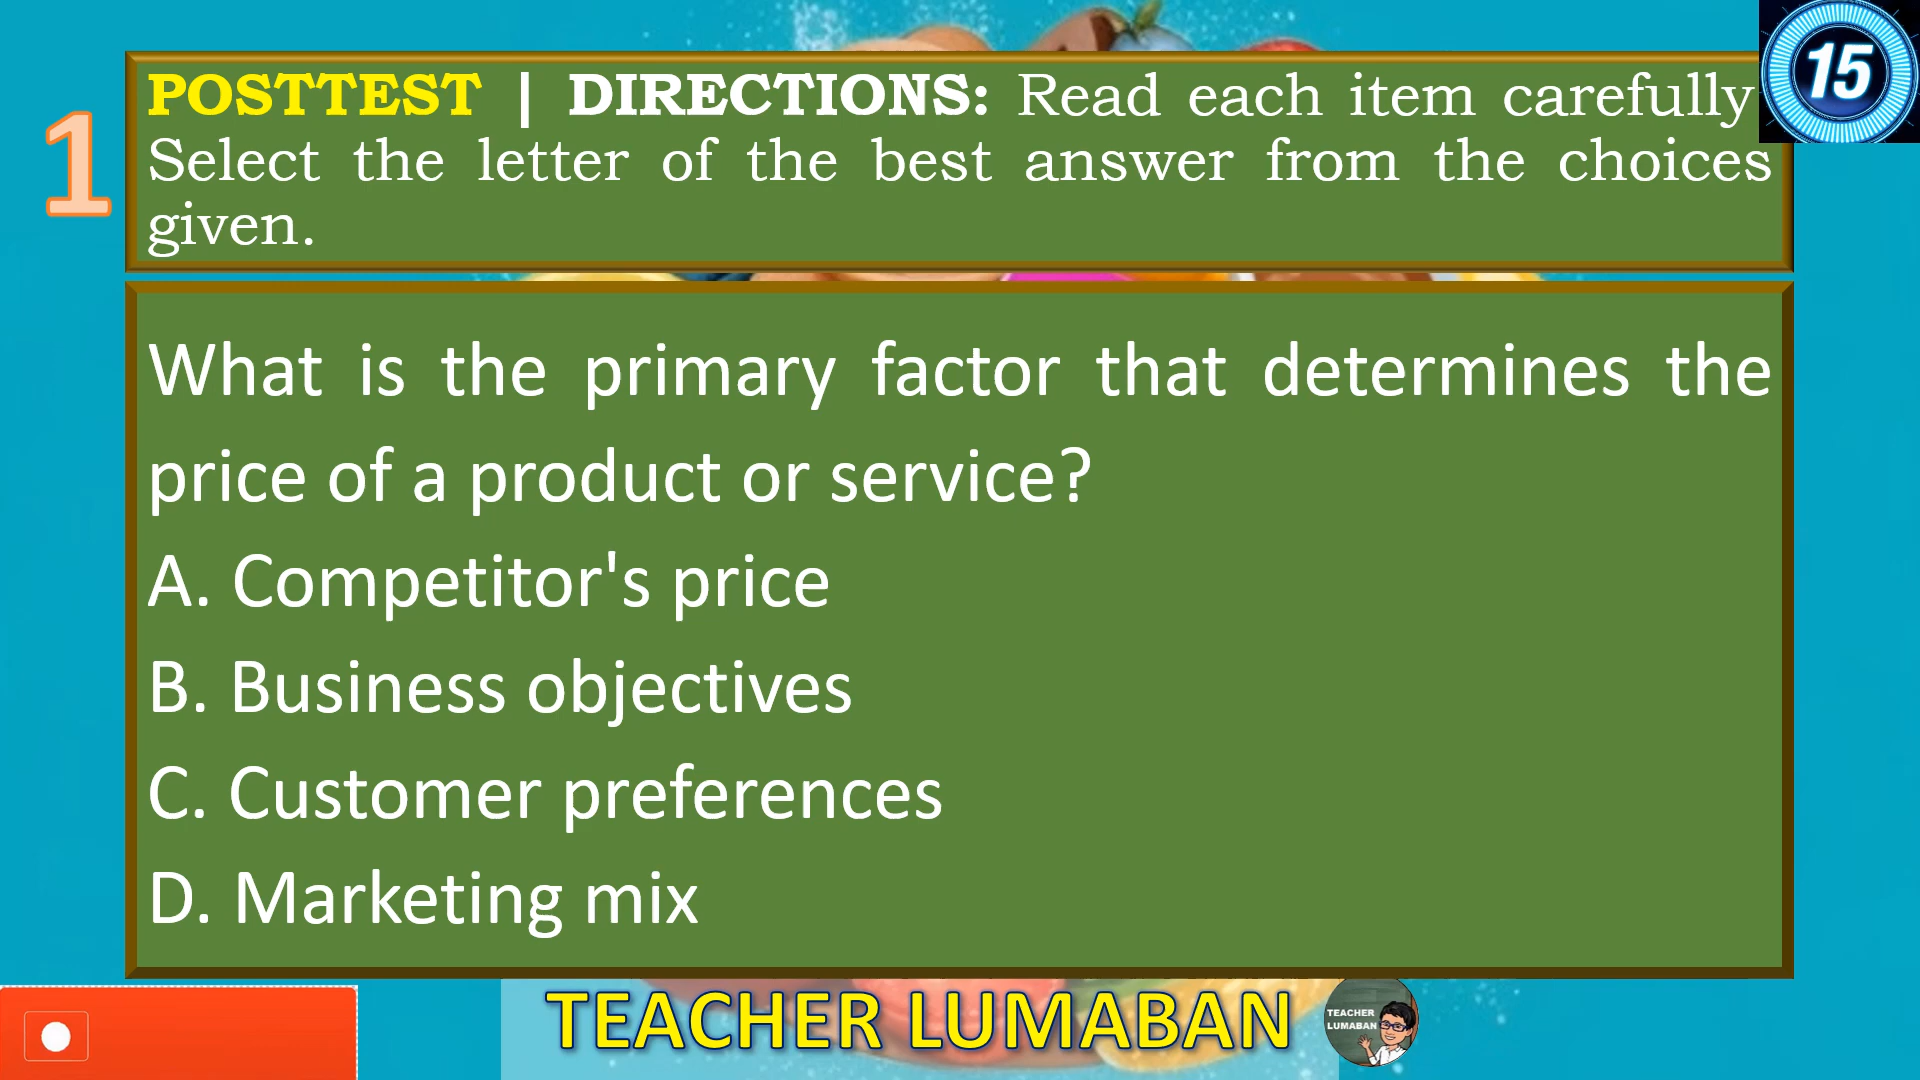 15
1
POSTTEST | DIRECTIONS: Read each item carefully
Select the letter of the best answer from the choices
given.
What is the primary factor that determines the
price of a product or service?
A. Competitor's price
B. Business objectives
C. Customer preferences
D. Marketing mix
TEACHER LUMABAN
TEACHER
LUMABAN